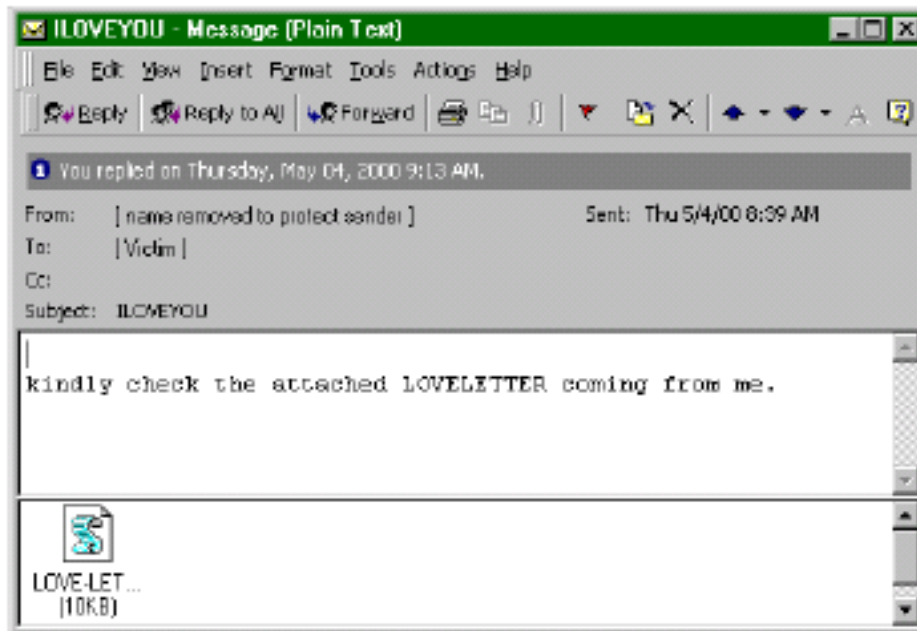 ILOVEYOU - Message (Plain Text)
File Edit View Insert Format Tools Actions Help
Reply Reply to All Forward A
You replied on Thursday, May 04, 2000 9:13 AM.
From: [ name removed to protect sender ] Sent: Thu 5/4/00 8:39 AM
To: [ Victim ]
Cc:
Subject: ILOVEYOU
kindly check the attached LOVELETTER coming from me.
LOVE-LET...
(10KB)